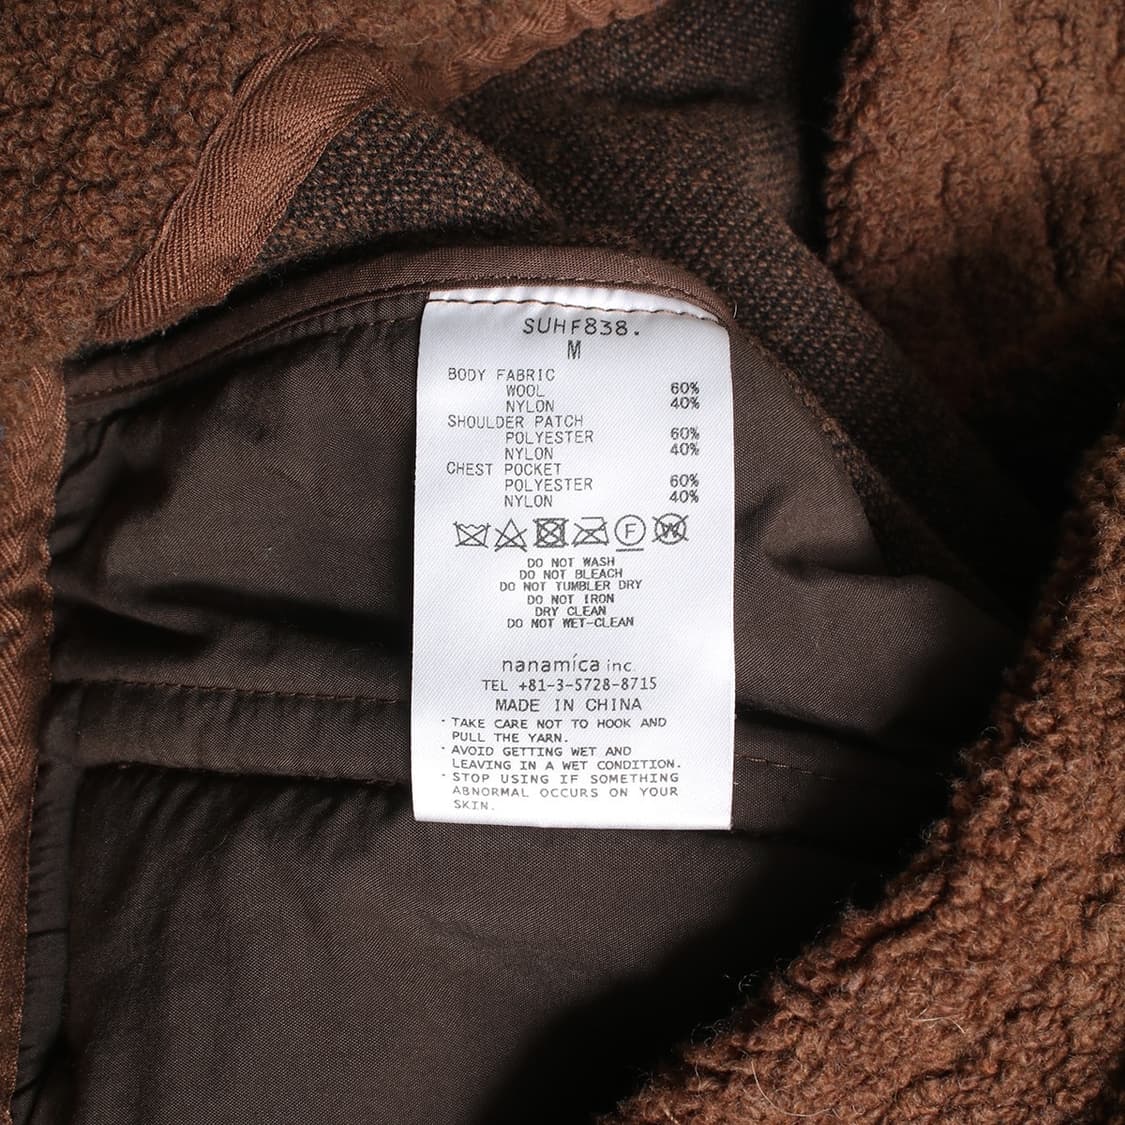 SUHF838.
M
BODY FABRIC
WOOL 60%
NYLON 40%
SHOULDER PATCH
POLYESTER 60%
NYLON 40%
CHEST POCKET
POLYESTER 60%
NYLON 40%
F W
DO NOT WASH
DO NOT BLEACH
DO NOT TUMBLER DRY
DO NOT IRON
DRY CLEAN
DO NOT WET-CLEAN
nanamica inc.
TEL +81-3-5728-8715
MADE IN CHINA
・TAKE CARE NOT TO HOOK AND
PULL THE YARN.
・AVOID GETTING WET AND
LEAVING IN A WET CONDITION.
・STOP USING IF SOMETHING
ABNORMAL OCCURS ON YOUR
SKIN.